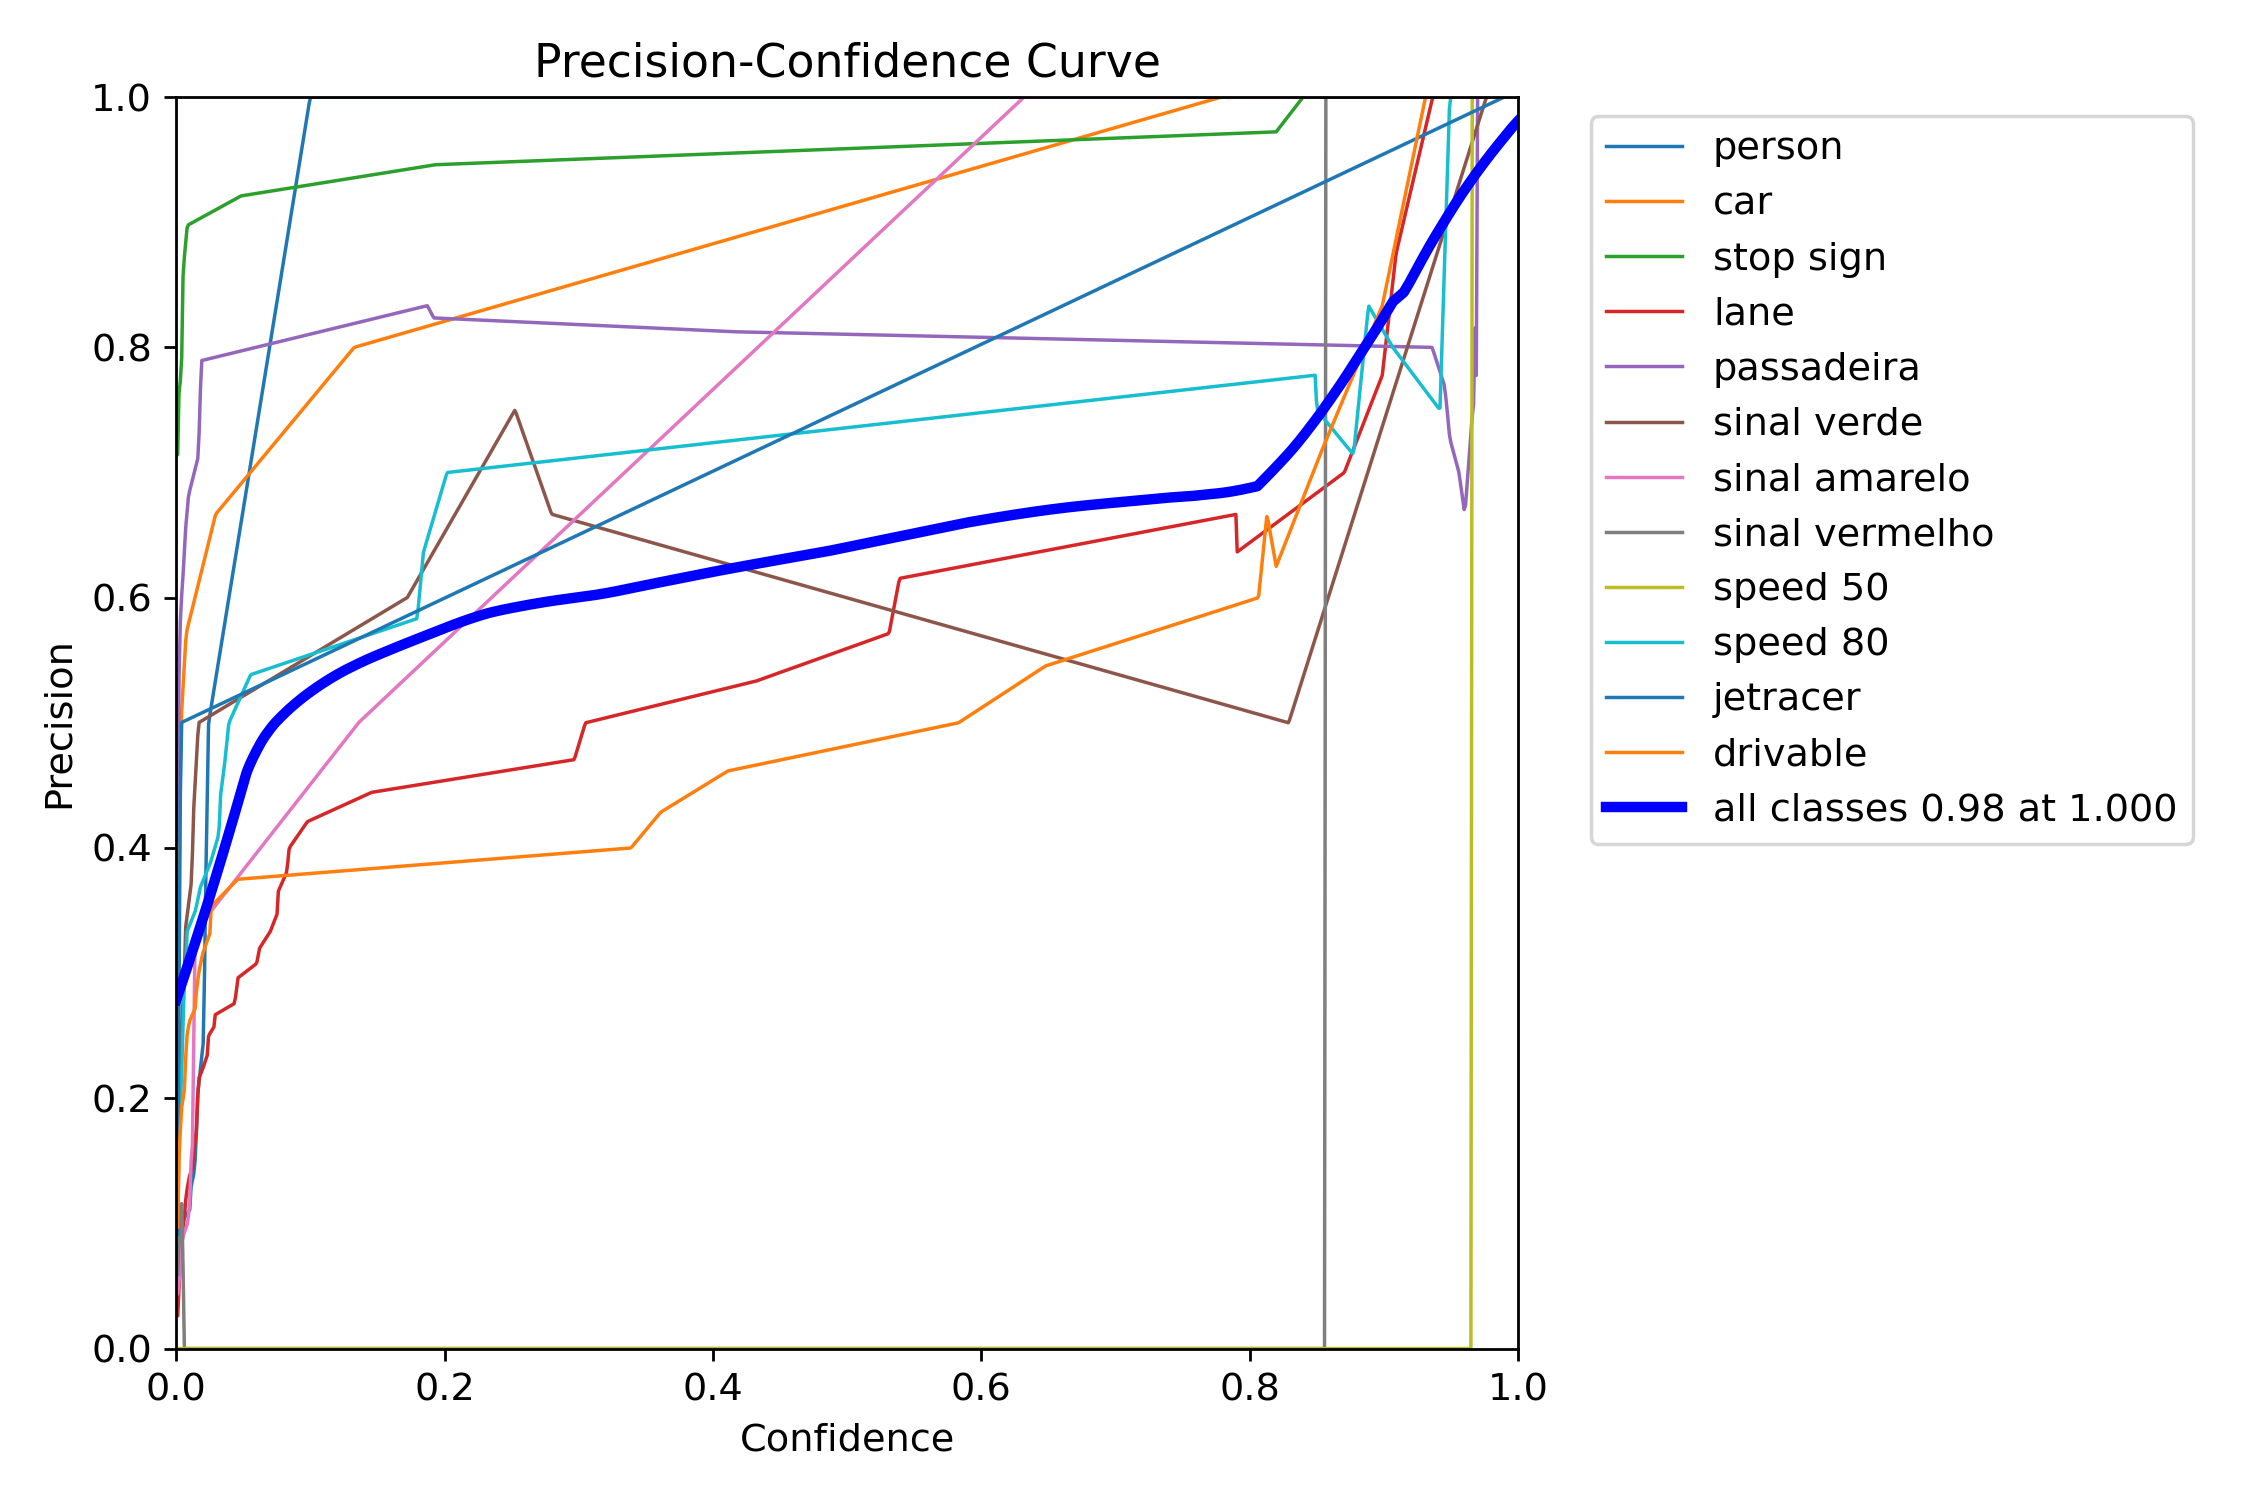 Precision-Confidence Curve
1.0
0.8
0.6
0.4
0.2
0.0
Precision
0.0 0.2 0.4 0.6 0.8 1.0
Confidence
person
car
stop sign
lane
passadeira
sinal verde
sinal amarelo
sinal vermelho
speed 50
speed 80
jetracer
drivable
all classes 0.98 at 1.000